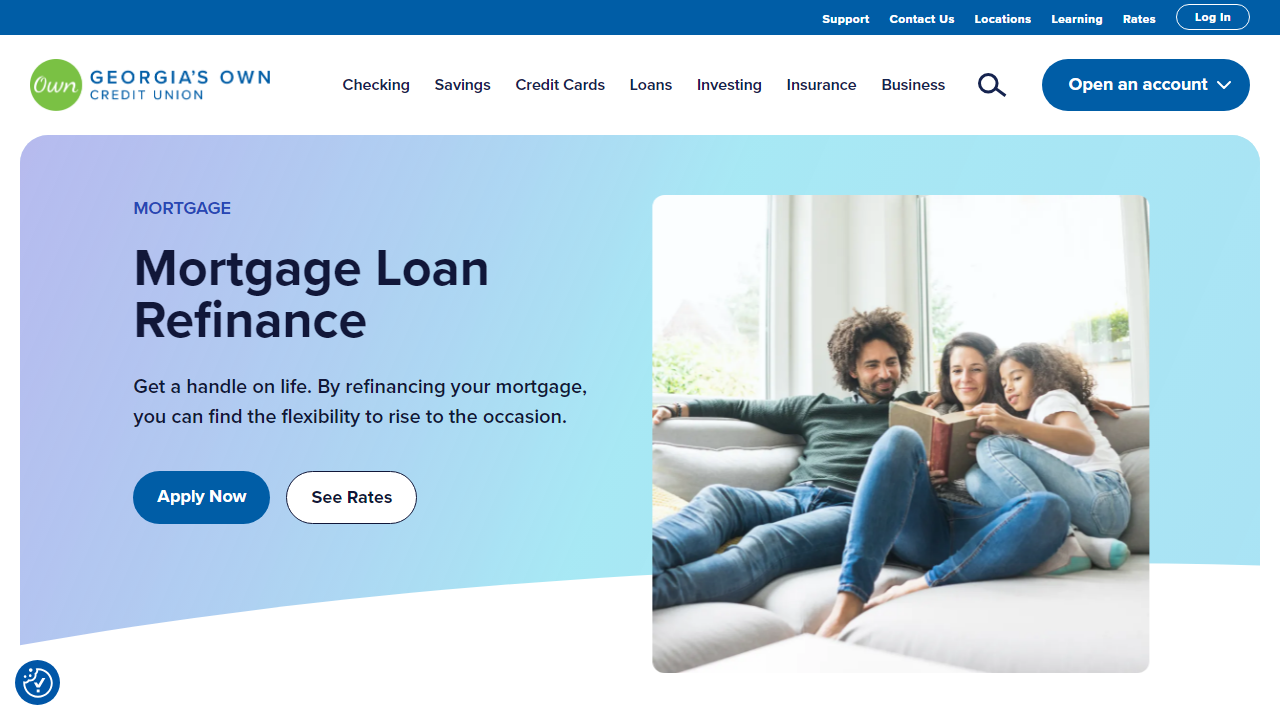 Support Contact Us Locations Learning Rates Log In
Own GEORGIA'S OWN
CREDIT UNION
Checking Savings Credit Cards Loans Investing Insurance Business Open an account
MORTGAGE
Mortgage Loan
Refinance
Get a handle on life. By refinancing your mortgage,
you can find the flexibility to rise to the occasion.
Apply Now See Rates